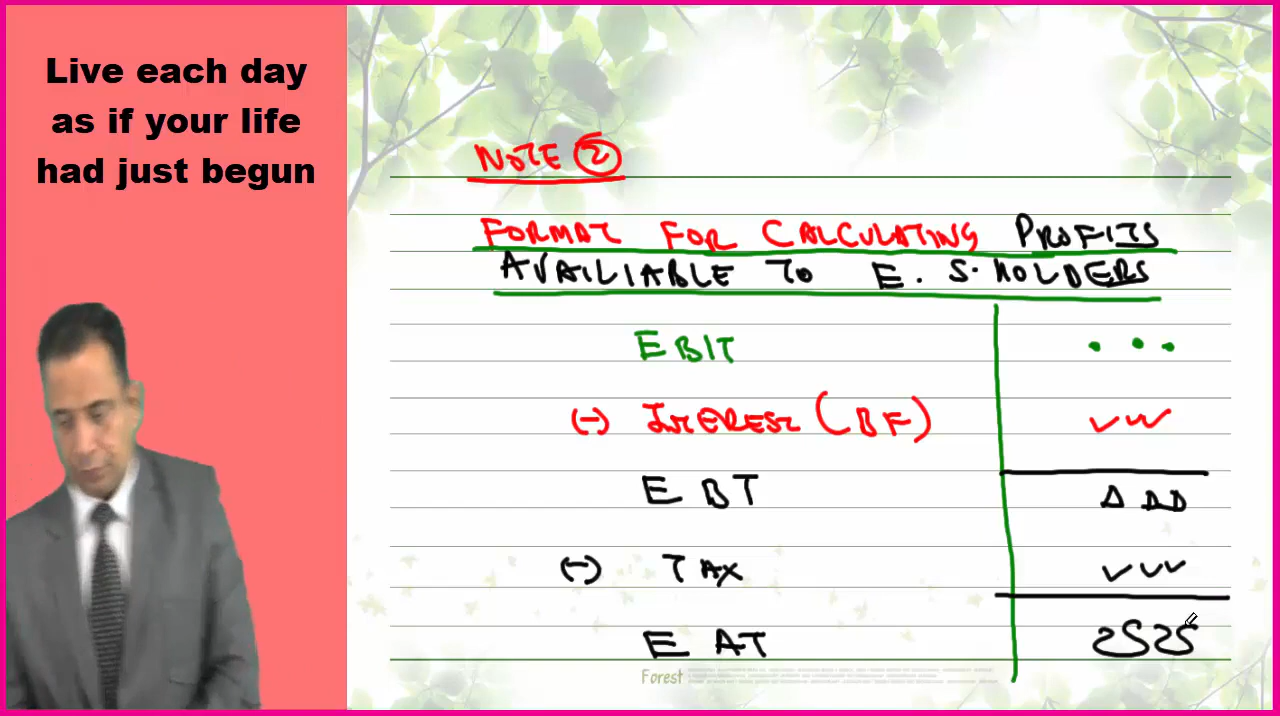 Live each day
as if your life
had just begun
NOTE 2
FORMAT FOR CALCULATING PROFITS
AVAILIABLE TO E. S. HOLDERS
EBIT
(-) INTEREST (BF)
EBT
(-) TAX
EAT
Forest